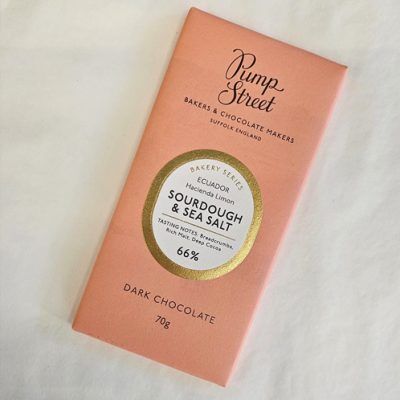 Pump
Street
BAKERS & CHOCOLATE MAKERS
SUFFOLK ENGLAND
BAKERY SERIES
ECUADOR
Hacienda Limon
SOURDOUGH
& SEA SALT
TASTING NOTES: Breadcrumbs,
Rich Malt, Deep Cocoa
66%
DARK CHOCOLATE
70g